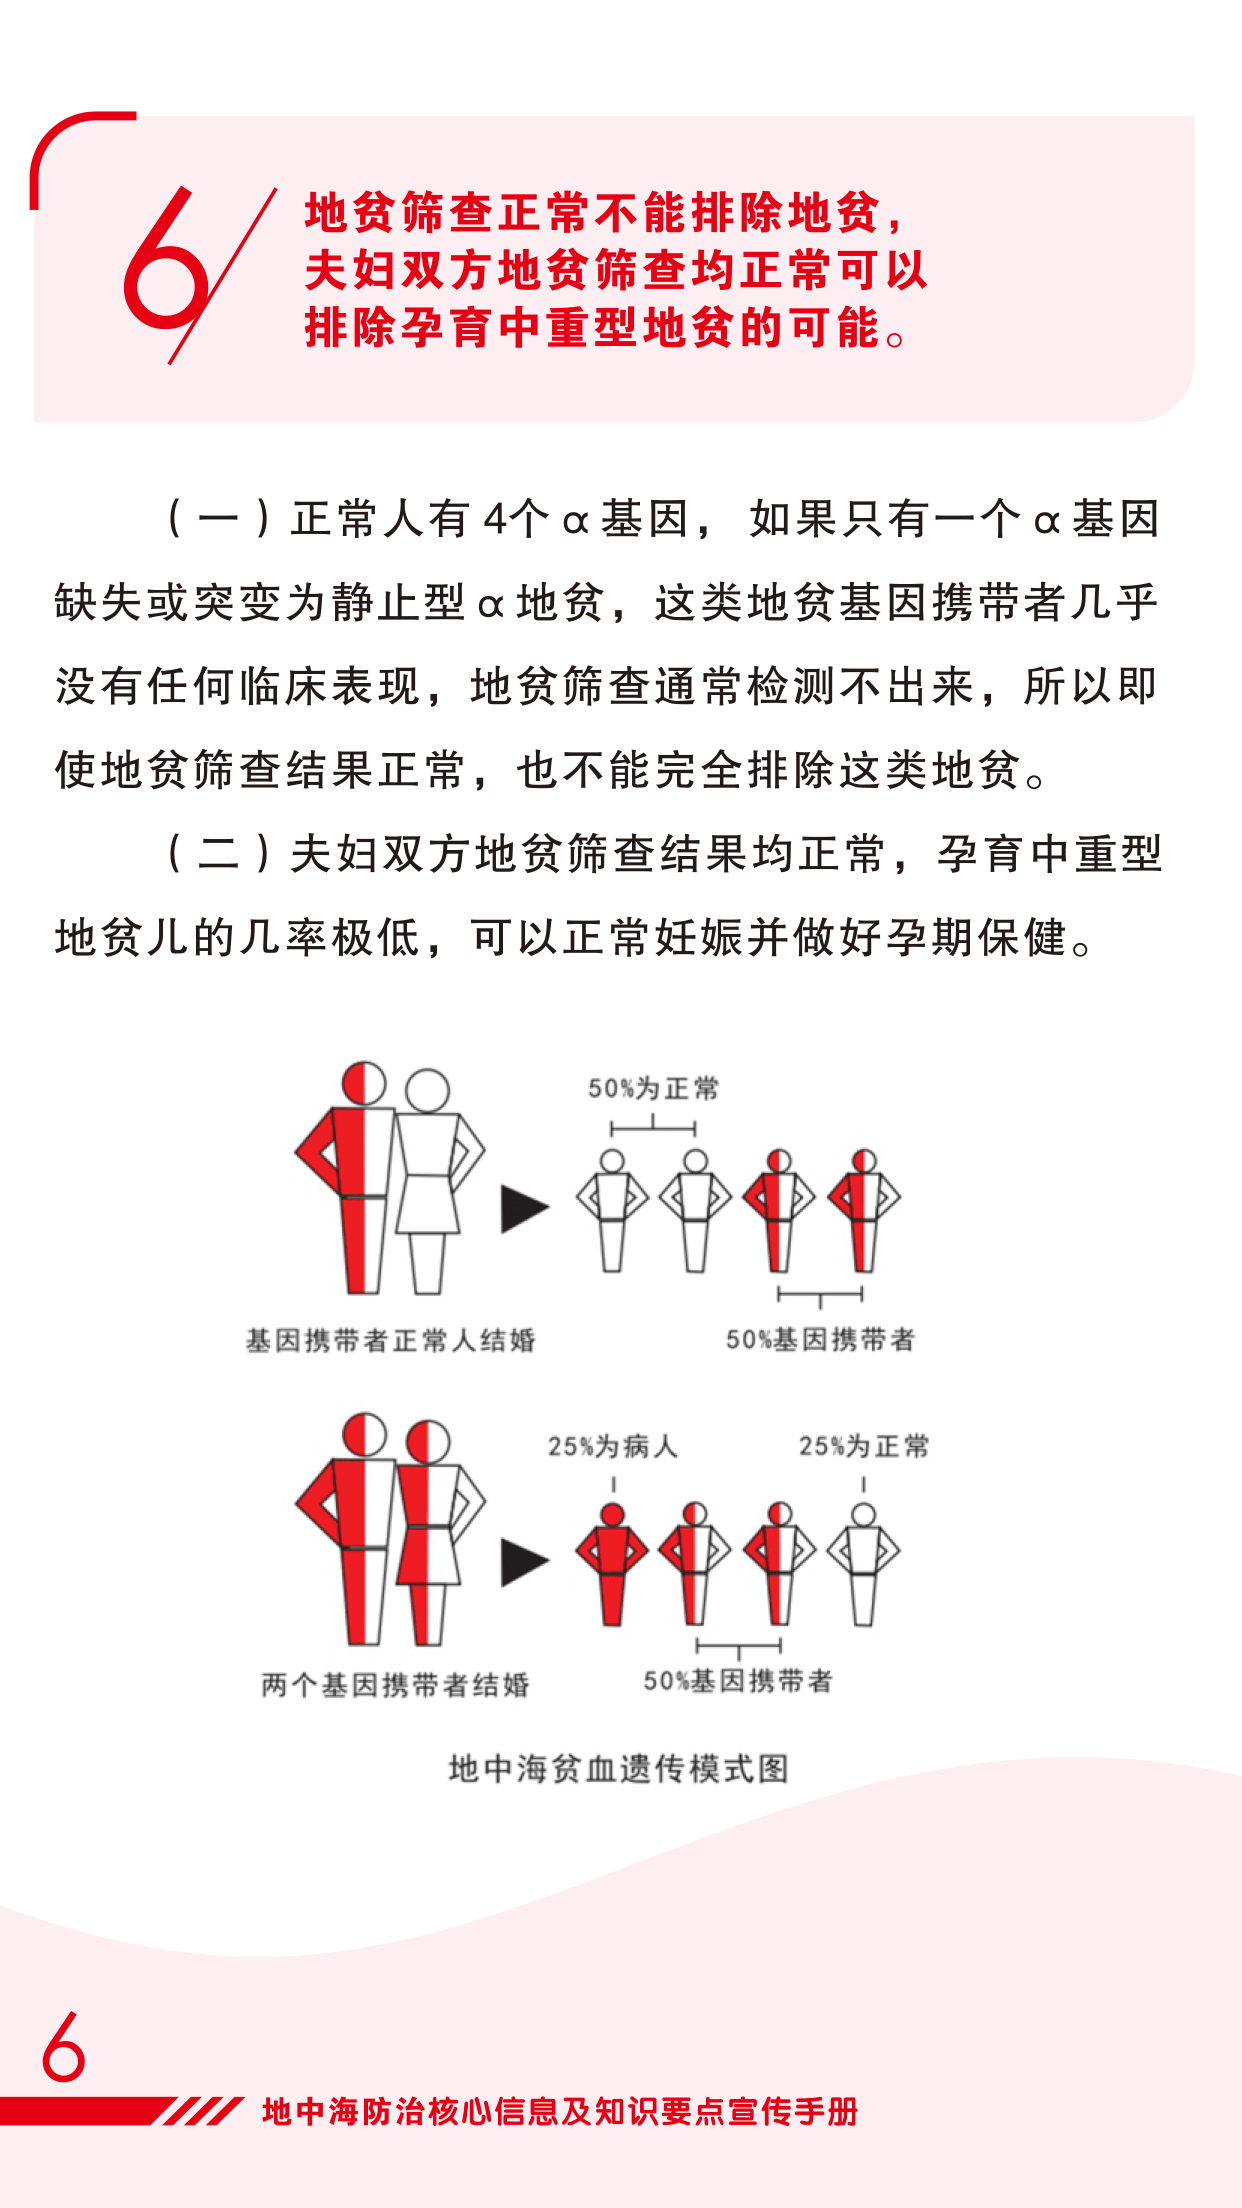 6
地贫筛查正常不能排除地贫，
夫妇双方地贫筛查均正常可以
排除孕育中重型地贫的可能。
（一）正常人有4个α基因，如果只有一个α基因
缺失或突变为静止型α地贫，这类地贫基因携带者几乎
没有任何临床表现，地贫筛查通常检测不出来，所以即
使地贫筛查结果正常，也不能完全排除这类地贫。
（二）夫妇双方地贫筛查结果均正常，孕育中重型
地贫儿的几率极低，可以正常妊娠并做好孕期保健。
50%为正常
基因携带者正常人结婚
50%基因携带者
25%为病人
25%为正常
两个基因携带者结婚
50%基因携带者
地中海贫血遗传模式图
6
地中海防治核心信息及知识要点宣传手册